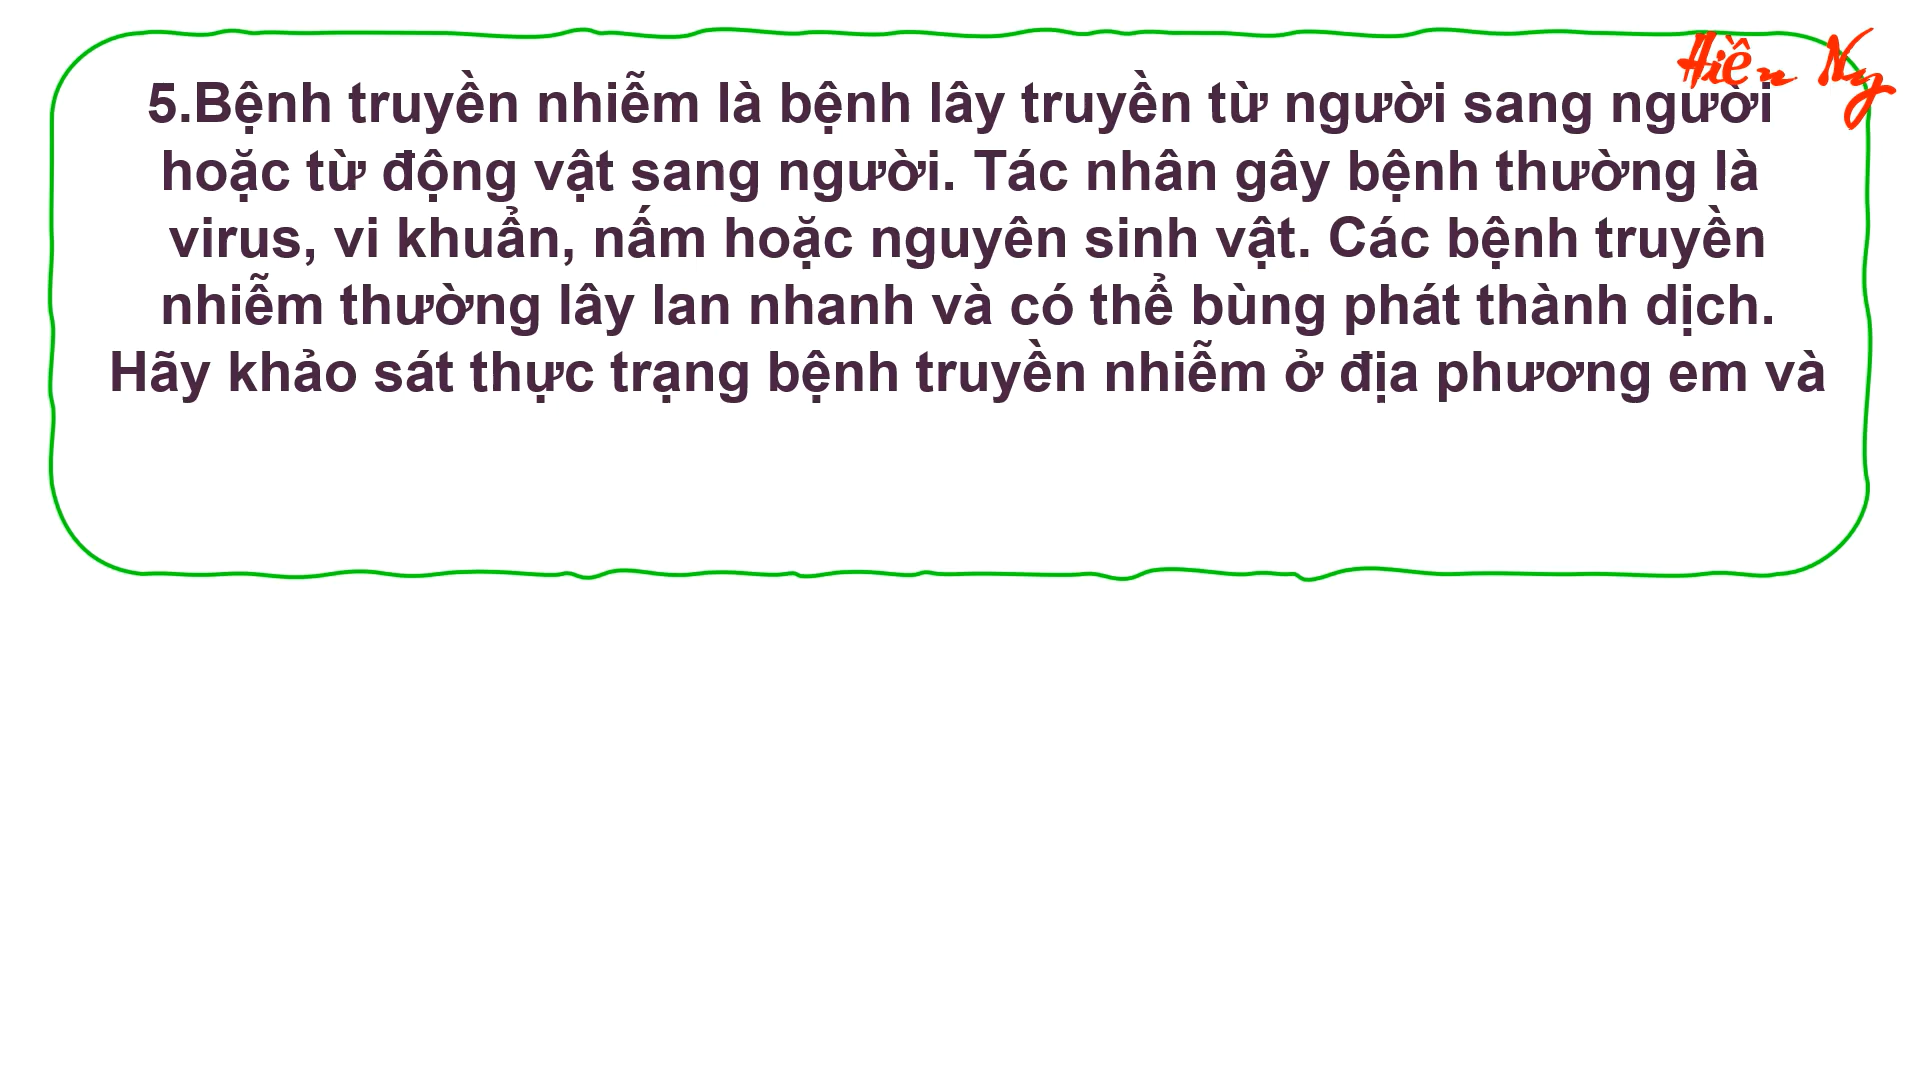 Hiền Ny
5.Bệnh truyền nhiễm là bệnh lây truyền từ người sang người
hoặc từ động vật sang người. Tác nhân gây bệnh thường là
virus, vi khuẩn, nấm hoặc nguyên sinh vật. Các bệnh truyền
nhiễm thường lây lan nhanh và có thể bùng phát thành dịch.
Hãy khảo sát thực trạng bệnh truyền nhiễm ở địa phương em và